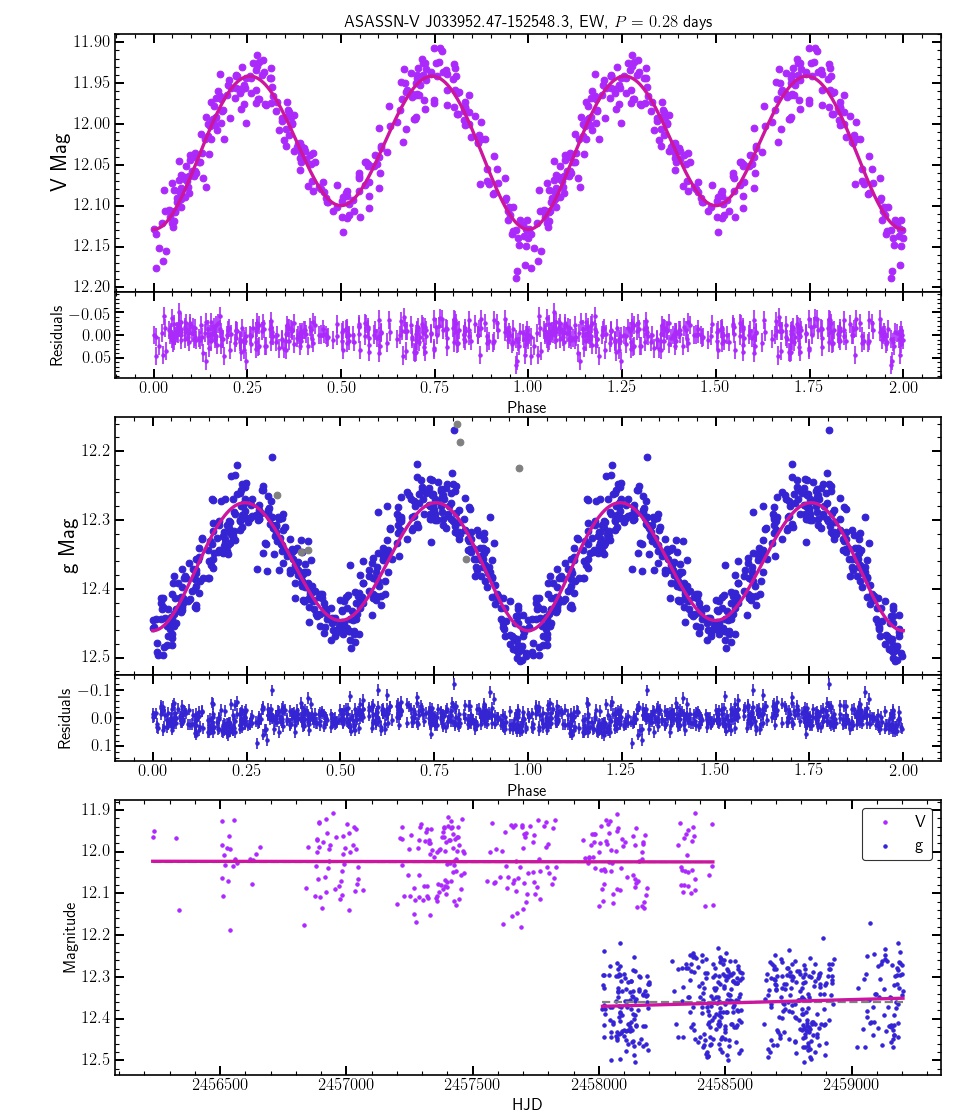 ASASSN-V J033952.47-152548.3, EW, P = 0.28 days
11.90
11.95
12.00
12.05
12.10
12.15
12.20
V Mag
−0.05
0.00
0.05
Residuals
0.00 0.25 0.50 0.75 1.00 1.25 1.50 1.75 2.00
Phase
12.2
12.3
12.4
12.5
g Mag
−0.1
0.0
0.1
Residuals
0.00 0.25 0.50 0.75 1.00 1.25 1.50 1.75 2.00
Phase
V
g
11.9
12.0
12.1
12.2
12.3
12.4
12.5
Magnitude
2456500 2457000 2457500 2458000 2458500 2459000
HJD